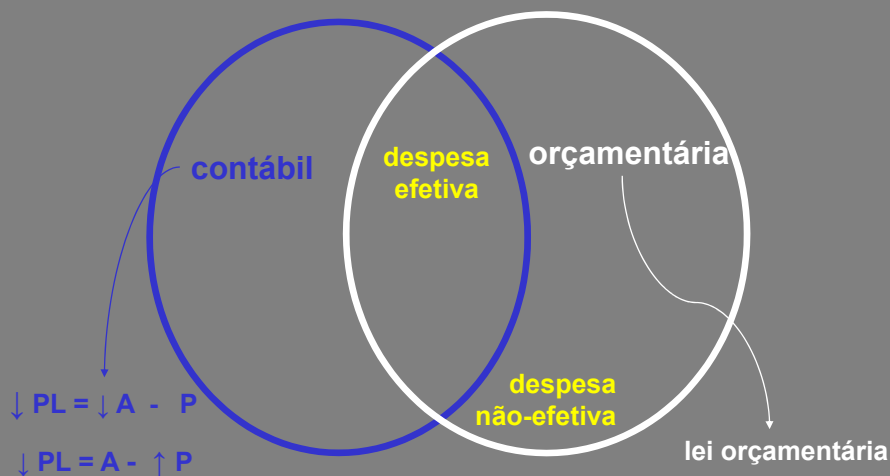 contábil
despesa
efetiva
orçamentária
despesa
não-efetiva
↓ PL = ↓ A - P
↓ PL = A - ↑ P
lei orçamentária